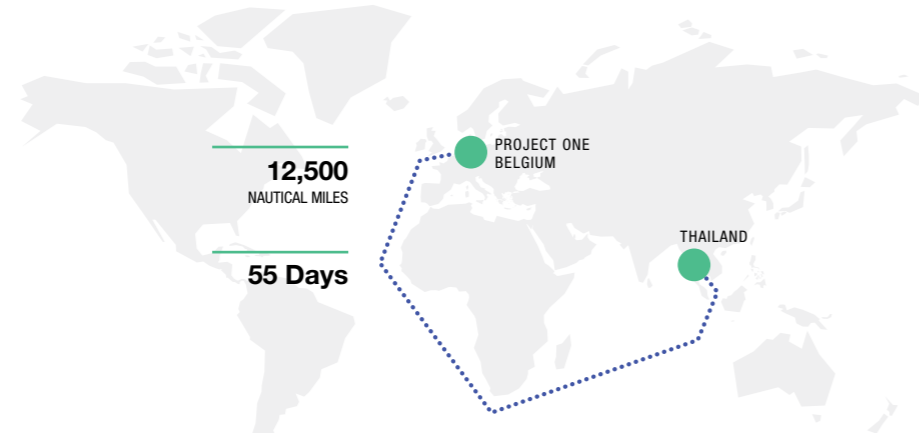 PROJECT ONE
BELGIUM
12,500
NAUTICAL MILES
THAILAND
55 Days